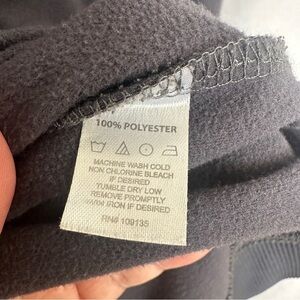 100% POLYESTER
MACHINE WASH COLD
NON CHLORINE BLEACH
IF DESIRED
TUMBLE DRY LOW
REMOVE PROMPTLY
WARM IRON IF DESIRED
RN# 109135